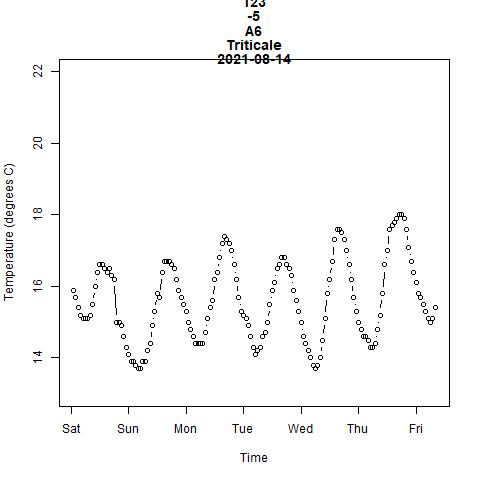 123
-5
A6
Triticale
2021-08-14
22
20
18
16
14
Temperature (degrees C)
Sat Sun Mon Tue Wed Thu Fri
Time